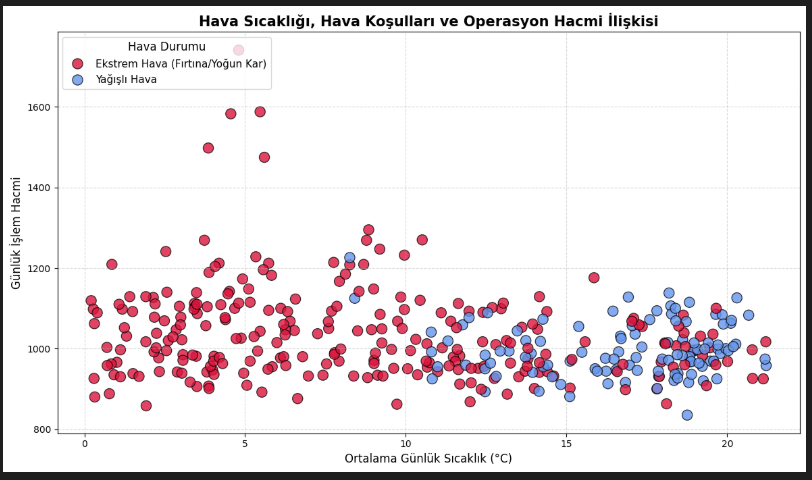 Hava Sıcaklığı, Hava Koşulları ve Operasyon Hacmi İlişkisi
Hava Durumu
Ekstrem Hava (Fırtına/Yoğun Kar)
Yağışlı Hava
Günlük İşlem Hacmi
1600
1400
1200
1000
800
0 5 10 15 20
Ortalama Günlük Sıcaklık (°C)